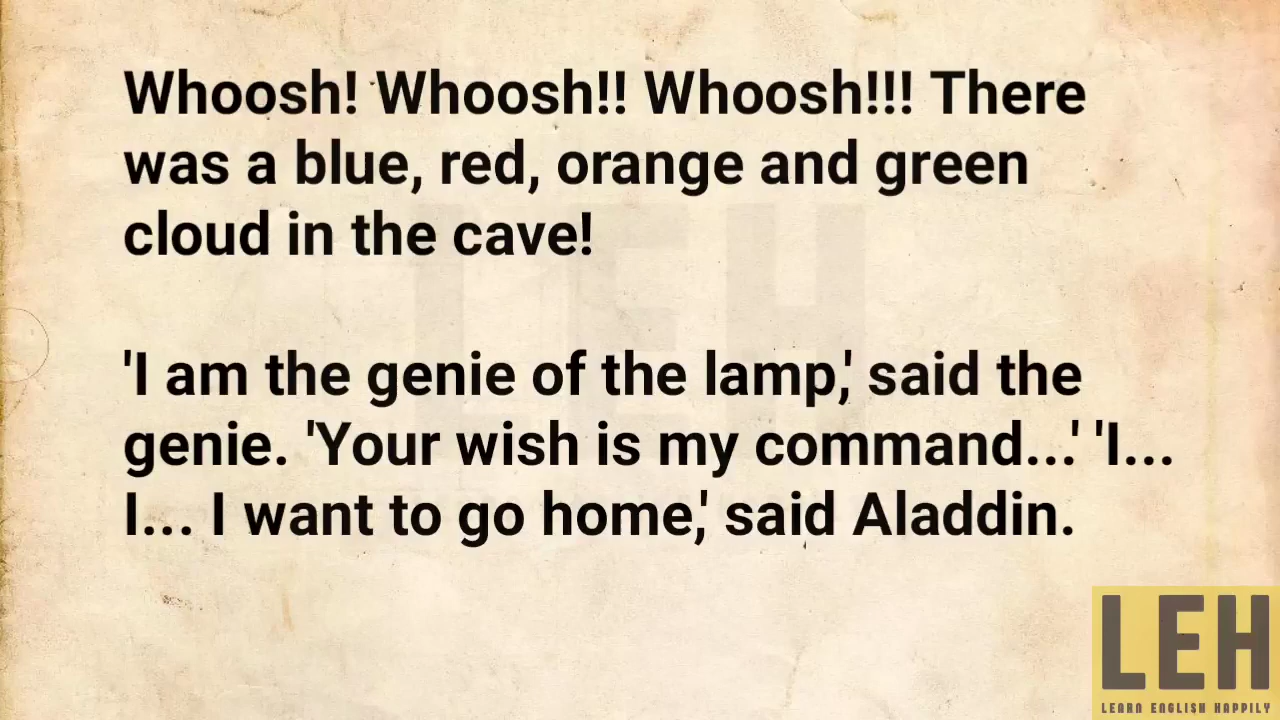 Whoosh! Whoosh!! Whoosh!!! There
was a blue, red, orange and green
cloud in the cave!
'I am the genie of the lamp,' said the
genie. 'Your wish is my command...' 'I...
I... I want to go home,' said Aladdin.
LEH
LEH
LEARN ENGLISH HAPPILY